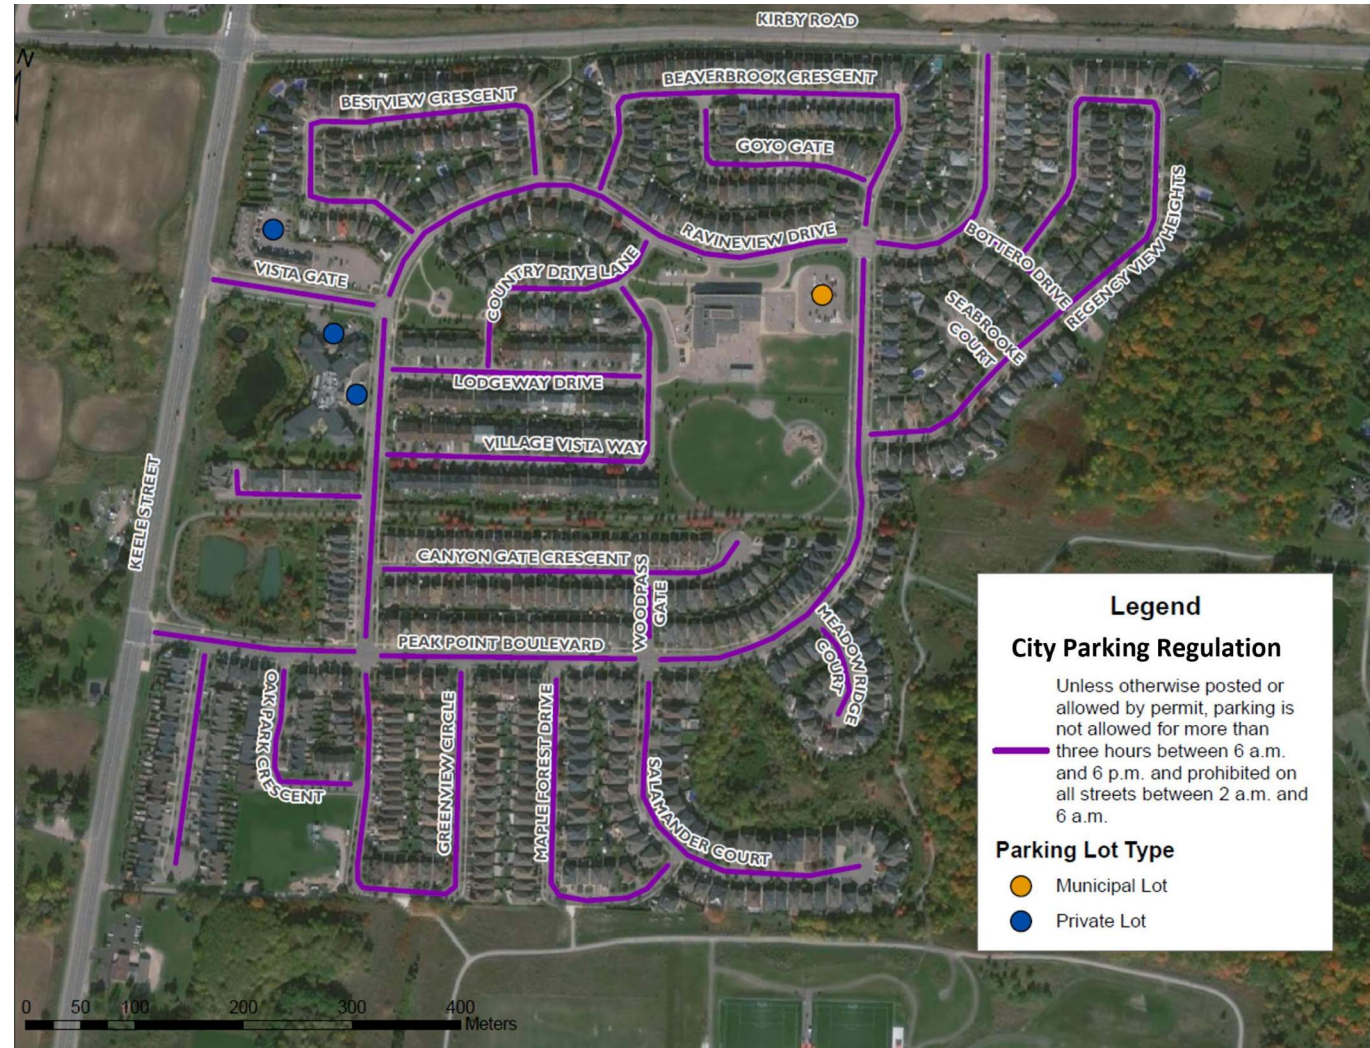 KIRBY ROAD
N
BEAVERBROOK CRESCENT
BESTVIEW CRESCENT
GOYO GATE
RAVINEVIEW DRIVE
BOTTERO DRIVE
REGENCY VIEW HEIGHTS
VISTA GATE
COUNTRY DRIVE LANE
SEABROOKE
COURT
LODGEWAY DRIVE
VILLAGE VISTA WAY
KEELE STREET
CANYON GATE CRESCENT
WOODPASS
GATE
PEAK POINT BOULEVARD
MEADOW RIDGE
COURT
OAK PARK CRESCENT
GREENVIEW CIRCLE
MAPLE FOREST DRIVE
SALAMANDER COURT
Legend
City Parking Regulation
Unless otherwise posted or
allowed by permit, parking is
not allowed for more than
three hours between 6 a.m.
and 6 p.m. and prohibited on
all streets between 2 a.m. and
6 a.m.
Parking Lot Type
Municipal Lot
Private Lot
0 50 100 200 300 400
Meters